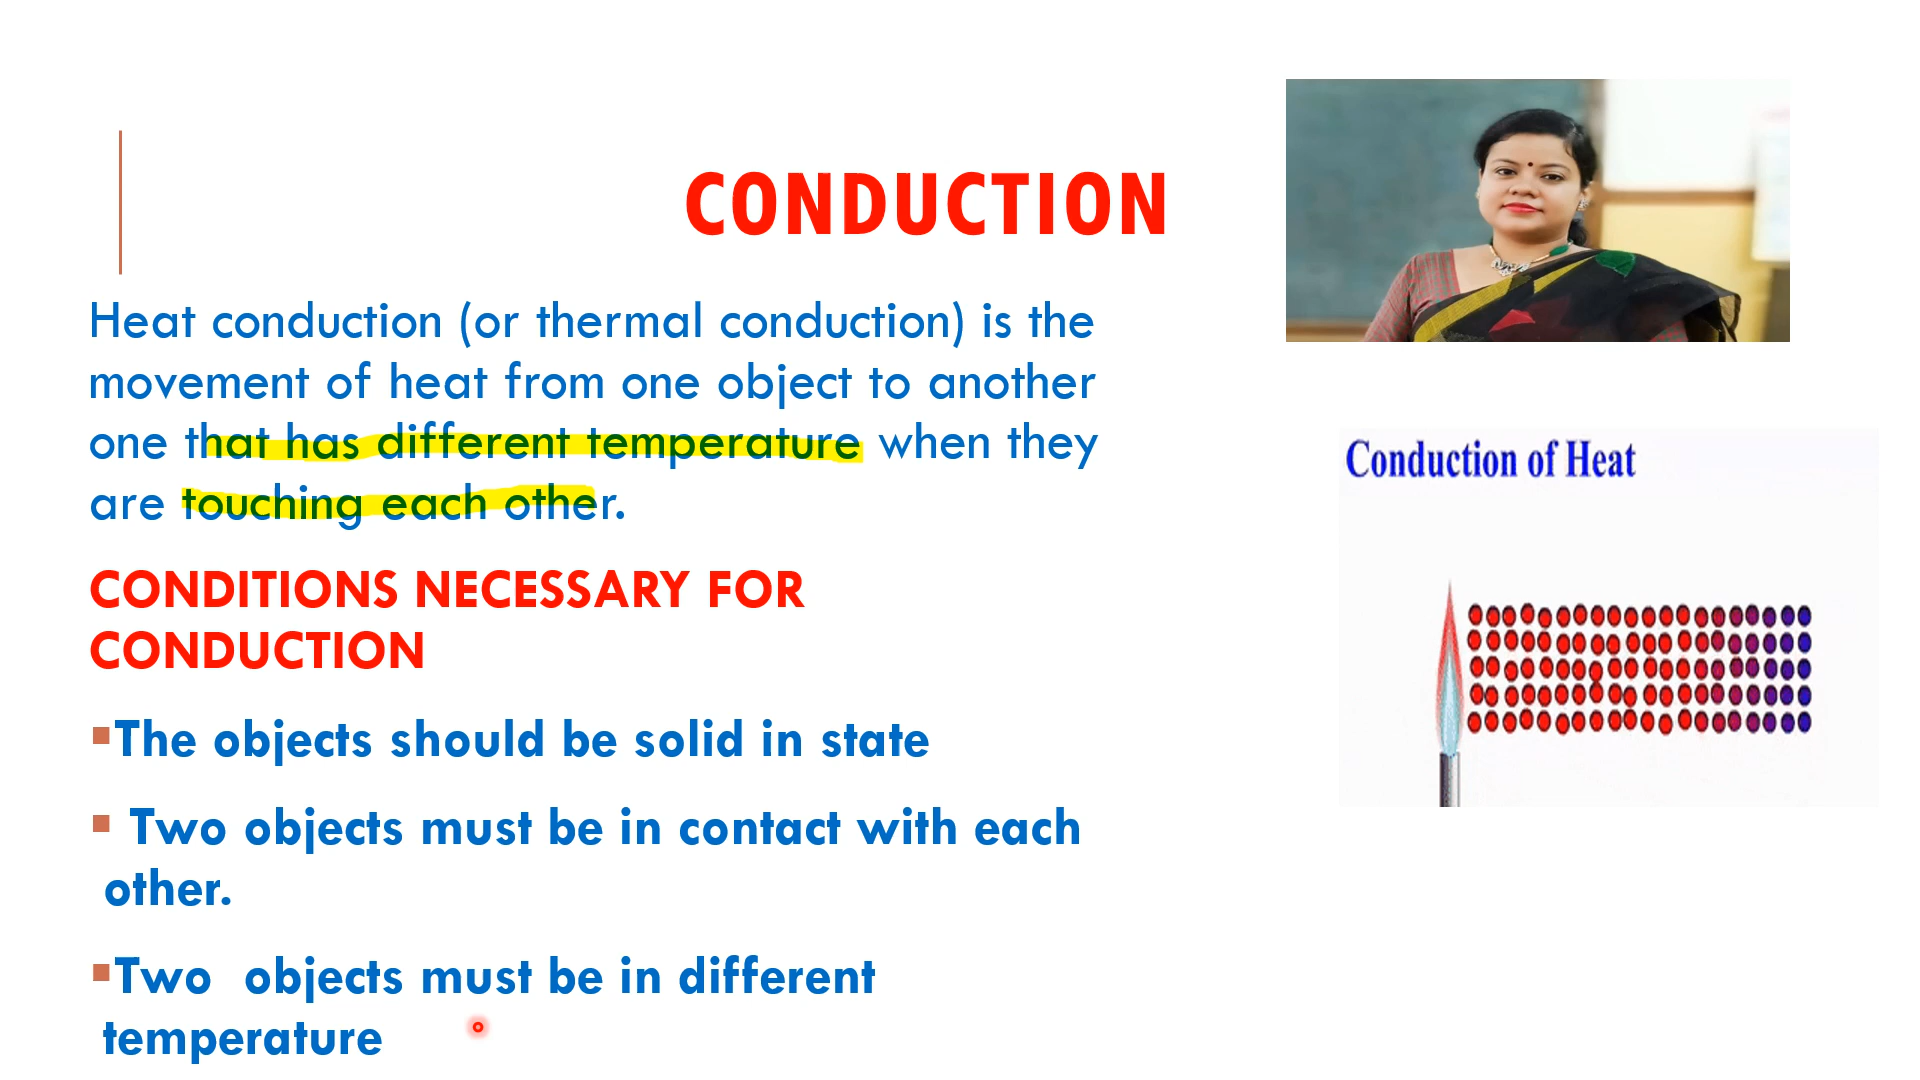 CONDUCTION
Heat conduction (or thermal conduction) is the
movement of heat from one object to another
one that has different temperature when they
are touching each other.
CONDITIONS NECESSARY FOR
CONDUCTION
▪The objects should be solid in state
▪ Two objects must be in contact with each
other.
▪Two objects must be in different
temperature
Conduction of Heat